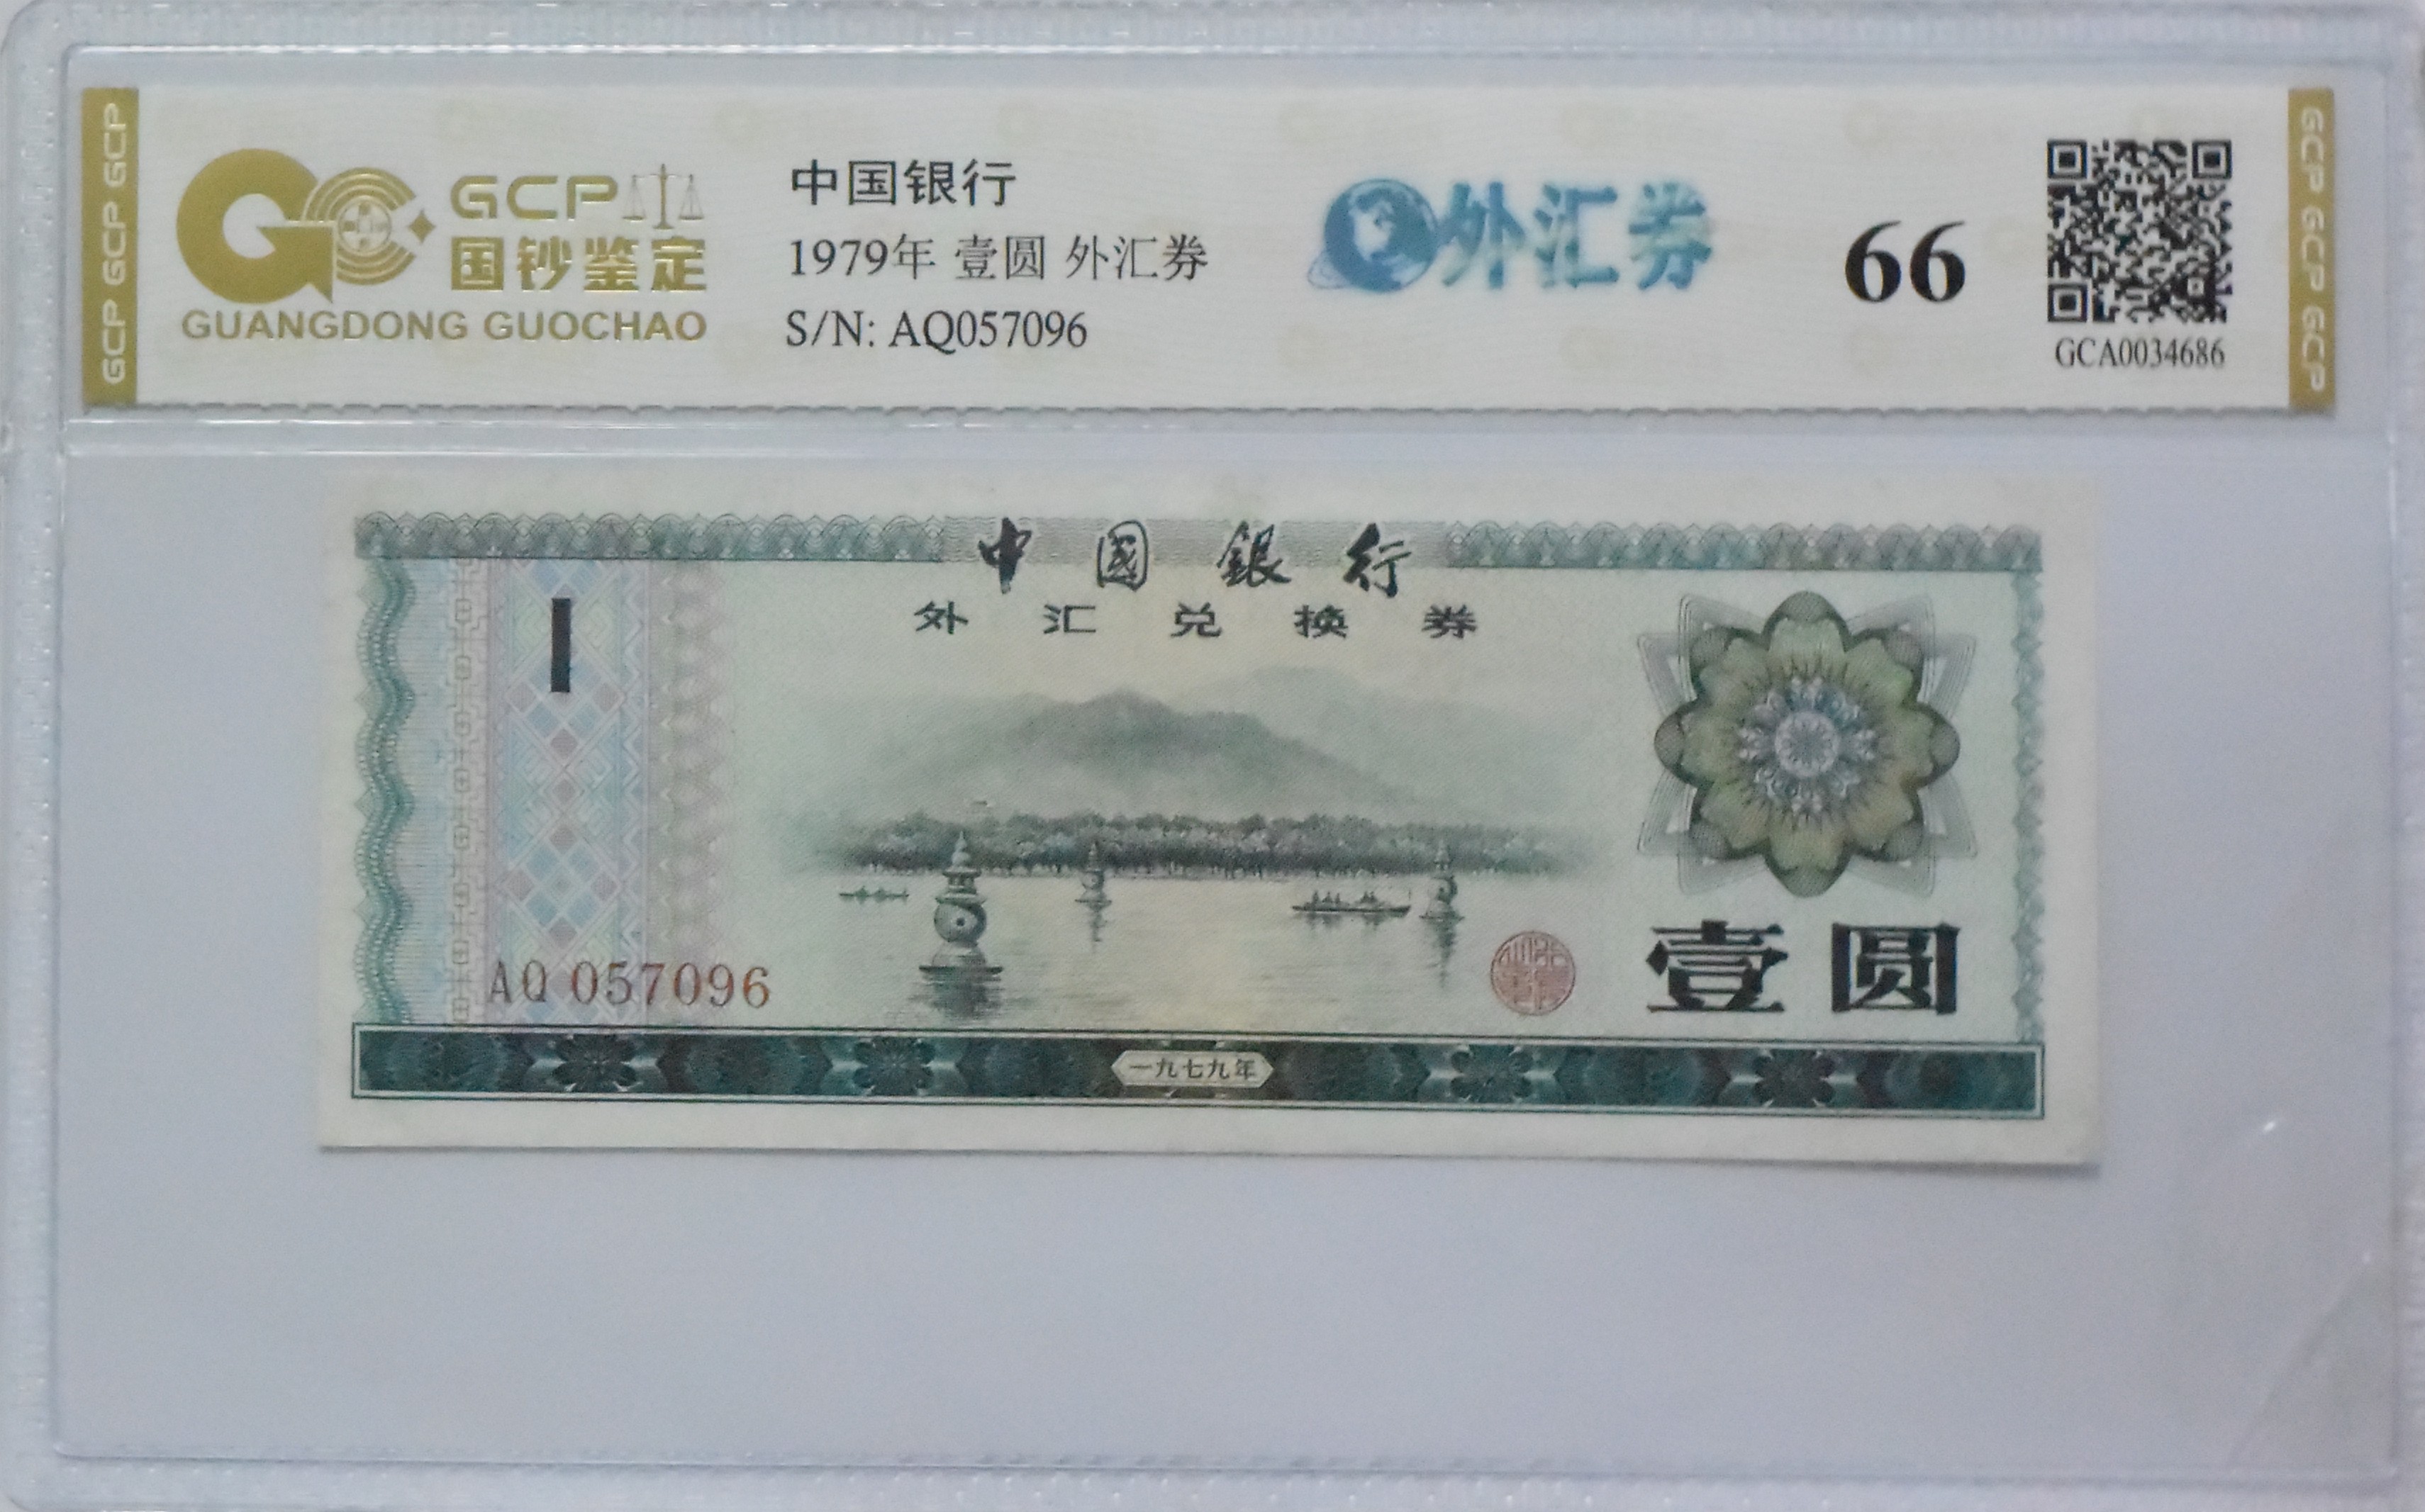 GCP GCP GCP
GCP
国钞鉴定
GUANGDONG GUOCHAO
中国银行
1979年 壹圆 外汇券
S/N: AQ057096
外汇券
66
GCA0034686
GCP GCP GCP
中國銀行
外汇兑换券
1
AQ 057096
壹圆
一九七九年